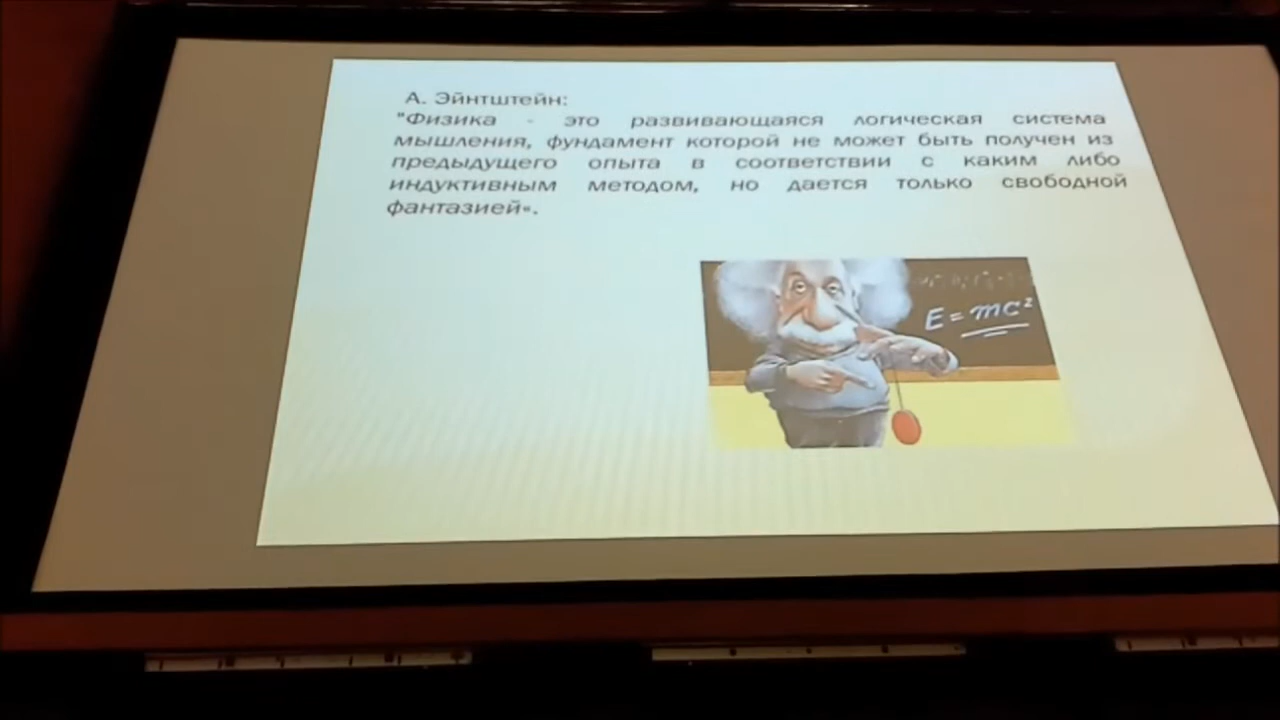 А. Эйнтштейн:
"Физика - это развивающаяся логическая система
мышления, фундамент которой не может быть получен из
предыдущего опыта в соответствии с каким либо
индуктивным методом, но дается только свободной
фантазией«.
E = mc²